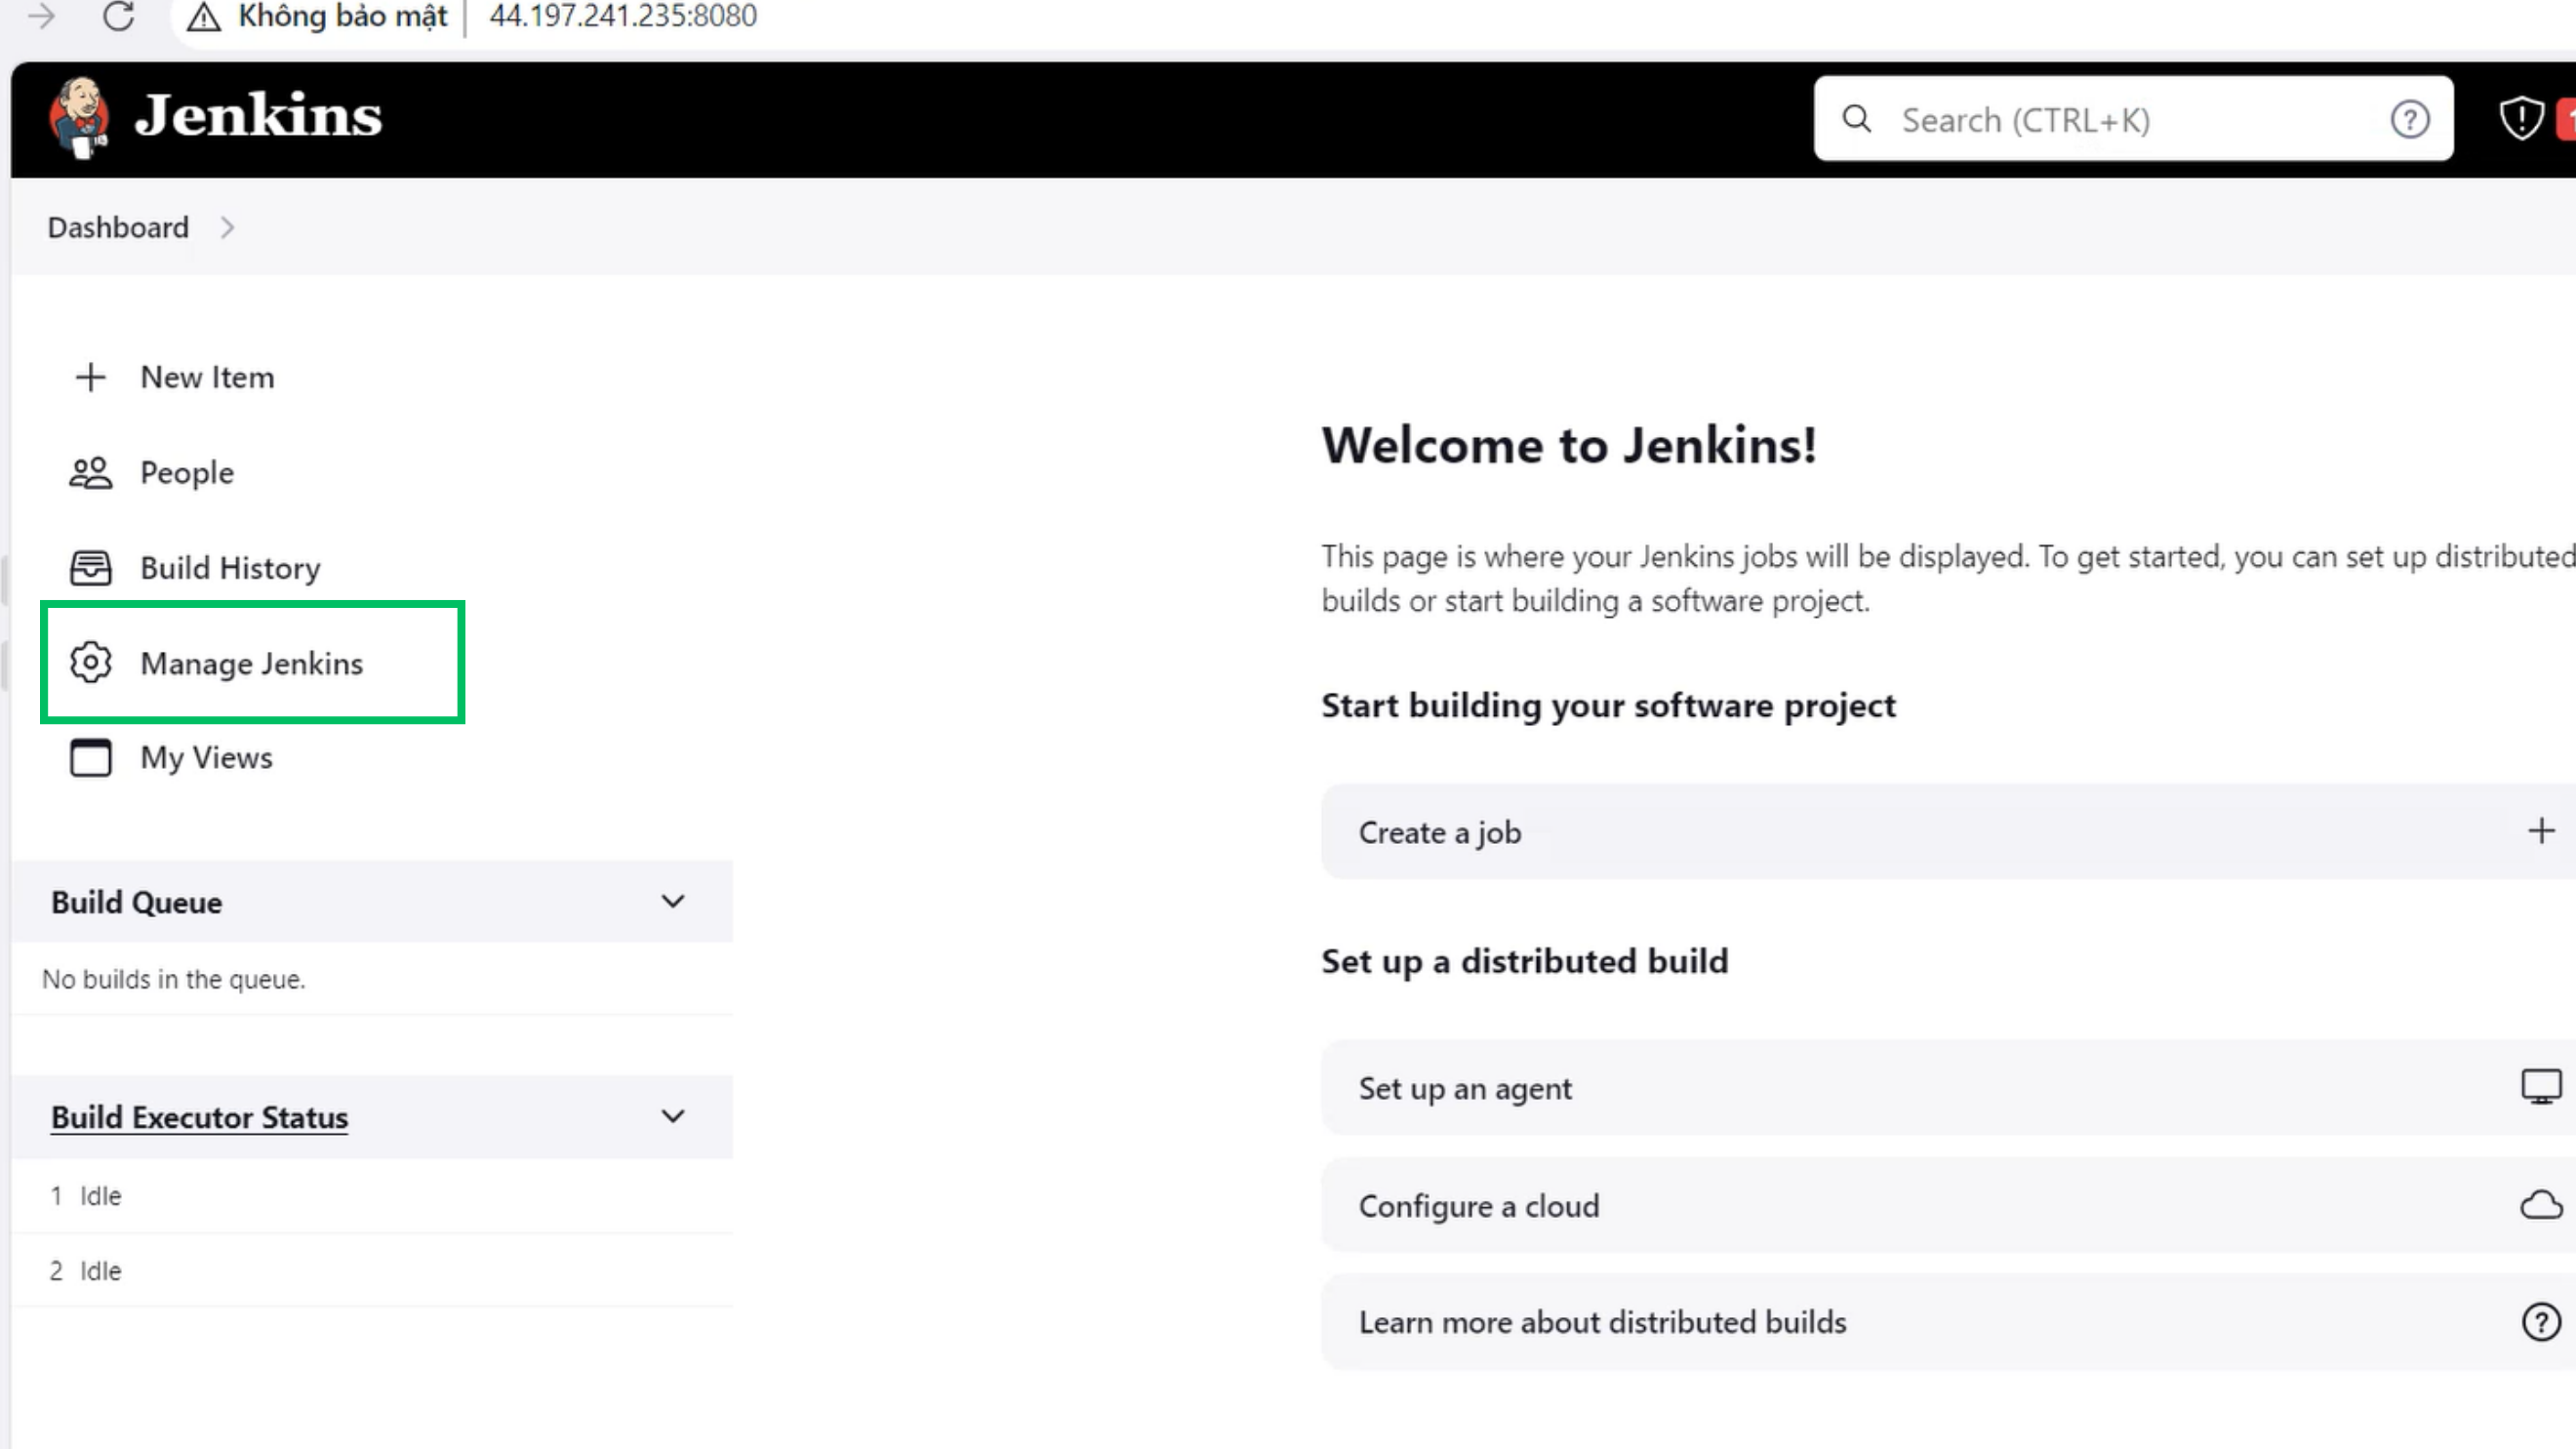 Không bảo mật
44.197.241.235:8080
Jenkins
Search (CTRL+K)
Dashboard
New Item
People
Build History
Manage Jenkins
My Views
Build Queue
No builds in the queue.
Build Executor Status
1 Idle
2 Idle
Welcome to Jenkins!
This page is where your Jenkins jobs will be displayed. To get started, you can set up distributed
builds or start building a software project.
Start building your software project
Create a job
Set up a distributed build
Set up an agent
Configure a cloud
Learn more about distributed builds